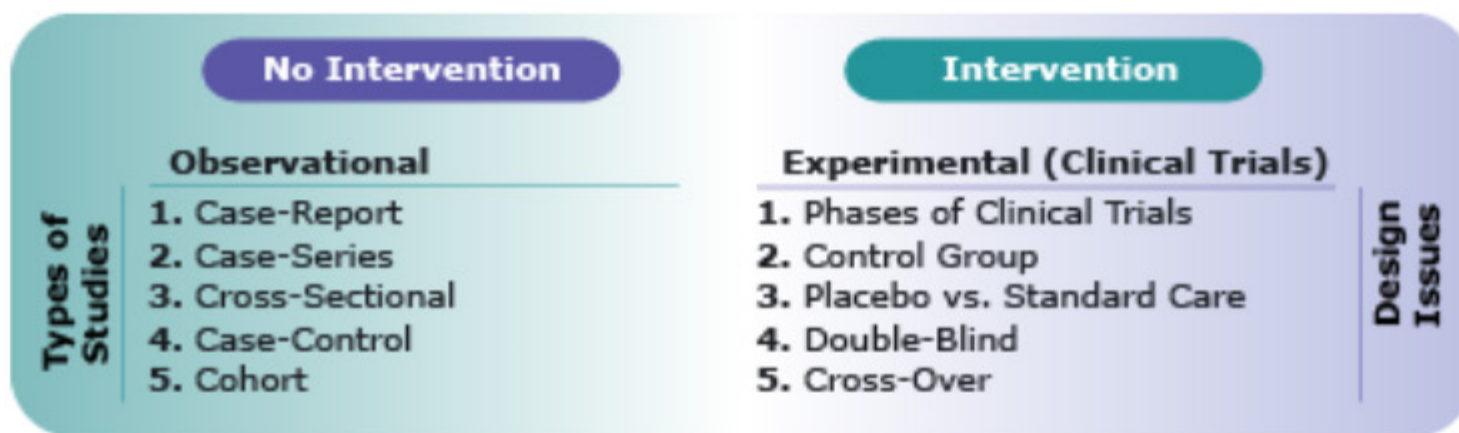 No Intervention
Observational
Types of
Studies
1. Case-Report
2. Case-Series
3. Cross-Sectional
4. Case-Control
5. Cohort
Intervention
Experimental (Clinical Trials)
1. Phases of Clinical Trials
2. Control Group
3. Placebo vs. Standard Care
4. Double-Blind
5. Cross-Over
Design
Issues